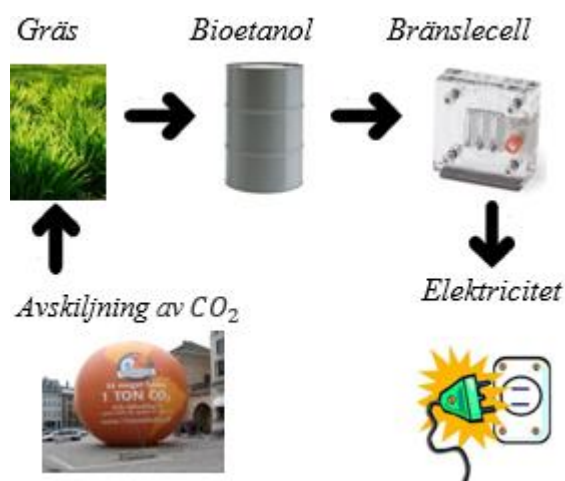 Gräs
Bioetanol
Bränslecell
Avskiljning av CO₂
Elektricitet
1 TON CO₂